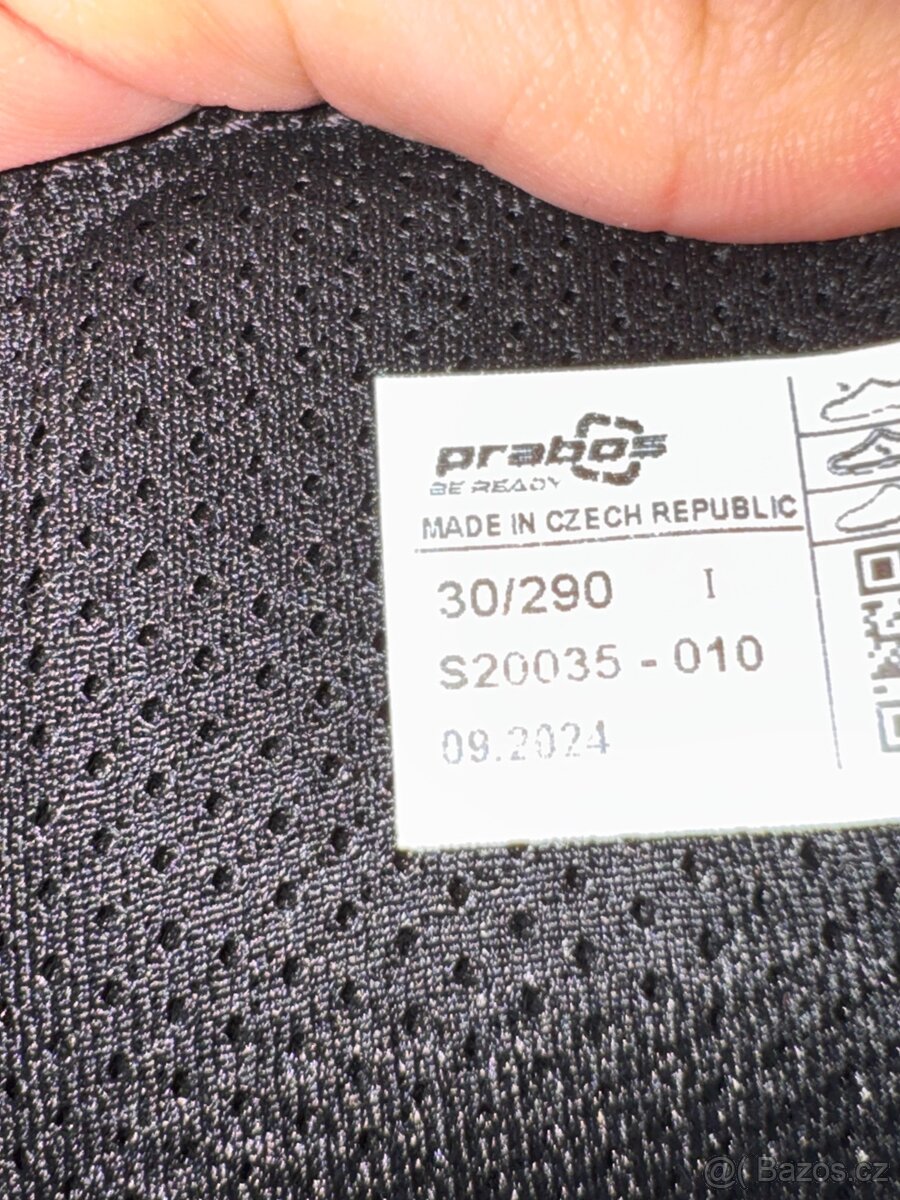 prabos
BE READY
MADE IN CZECH REPUBLIC
30/290 I
S20035 - 010
09.2024
@( Bazos.cz